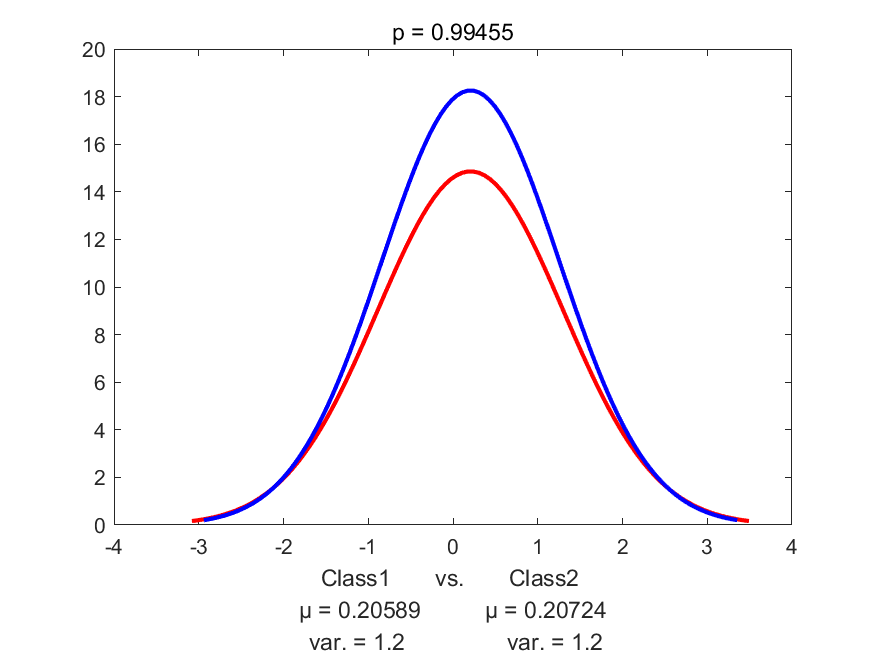 p = 0.99455
20
18
16
14
12
10
8
6
4
2
0
-4 -3 -2 -1 0 1 2 3 4
Class1 vs. Class2
μ = 0.20589 μ = 0.20724
var. = 1.2 var. = 1.2